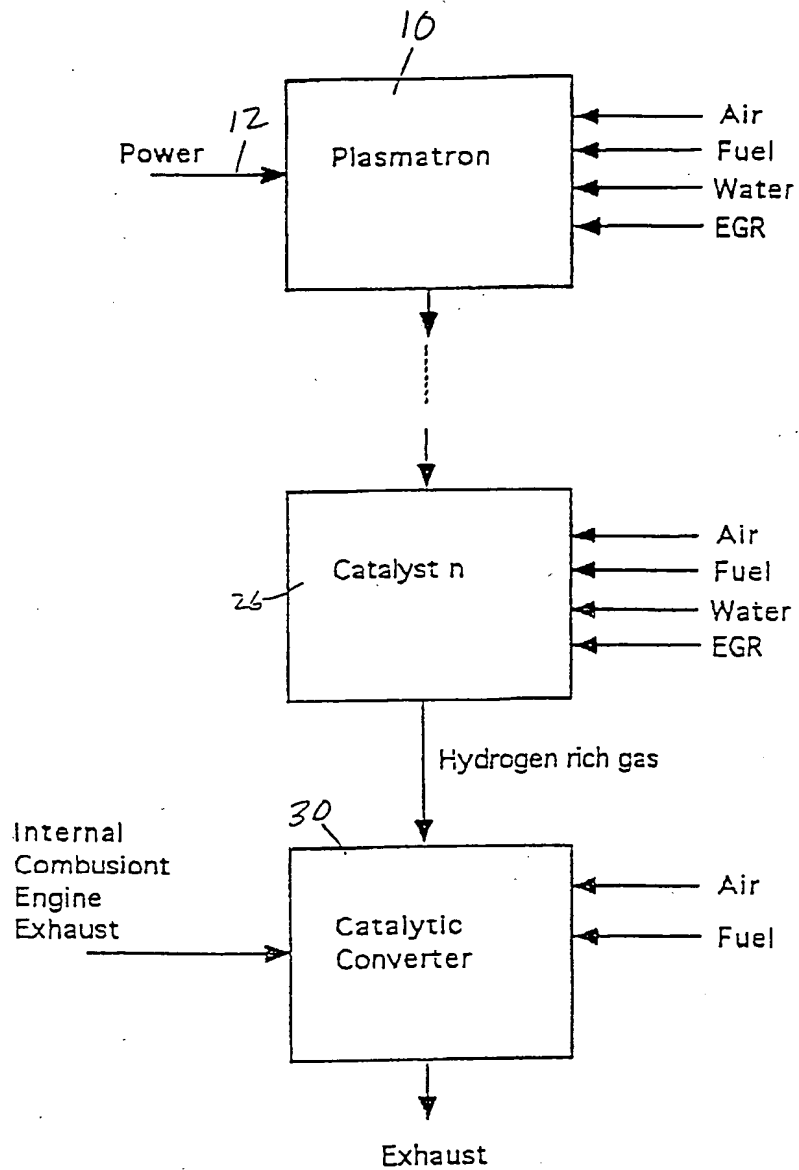 10
12
Power
Plasmatron
Air
Fuel
Water
EGR
Catalyst n
26
Air
Fuel
Water
EGR
Hydrogen rich gas
30
Internal
Combusiont
Engine
Exhaust
Catalytic
Converter
Air
Fuel
Exhaust